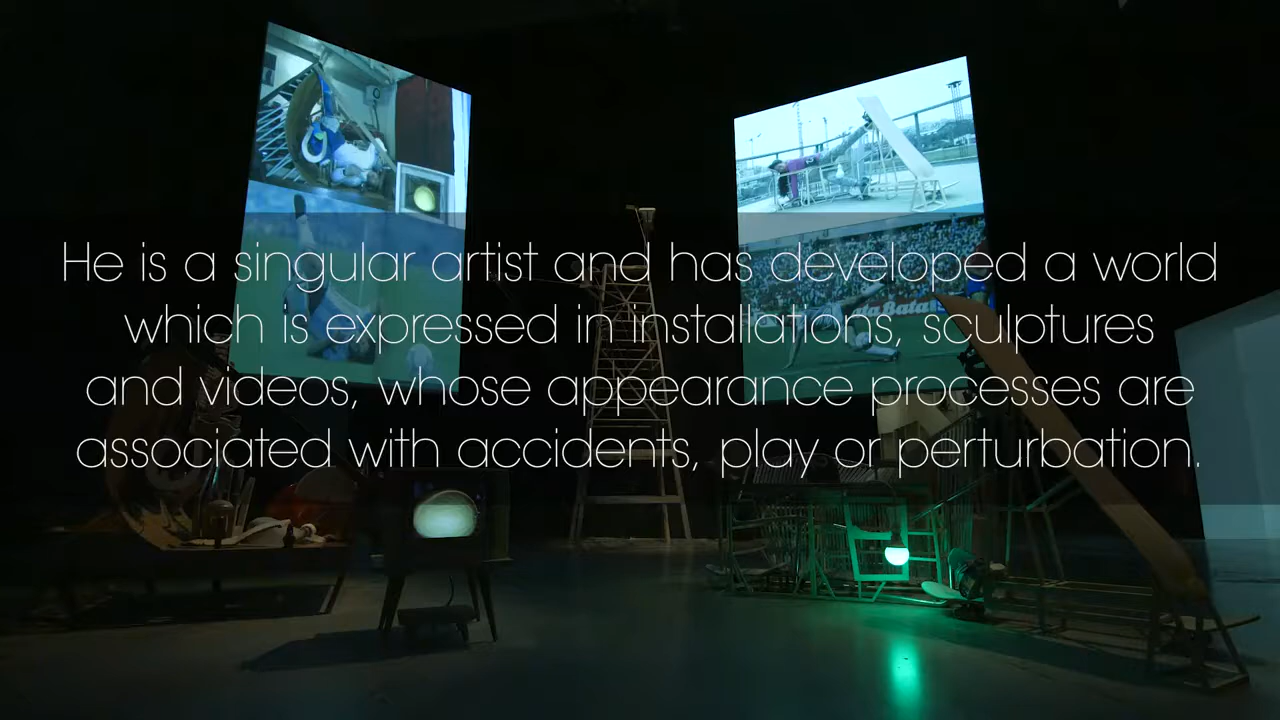 He is a singular artist and has developed a world
which is expressed in installations, sculptures
and videos, whose appearance processes are
associated with accidents, play or perturbation.
Bata